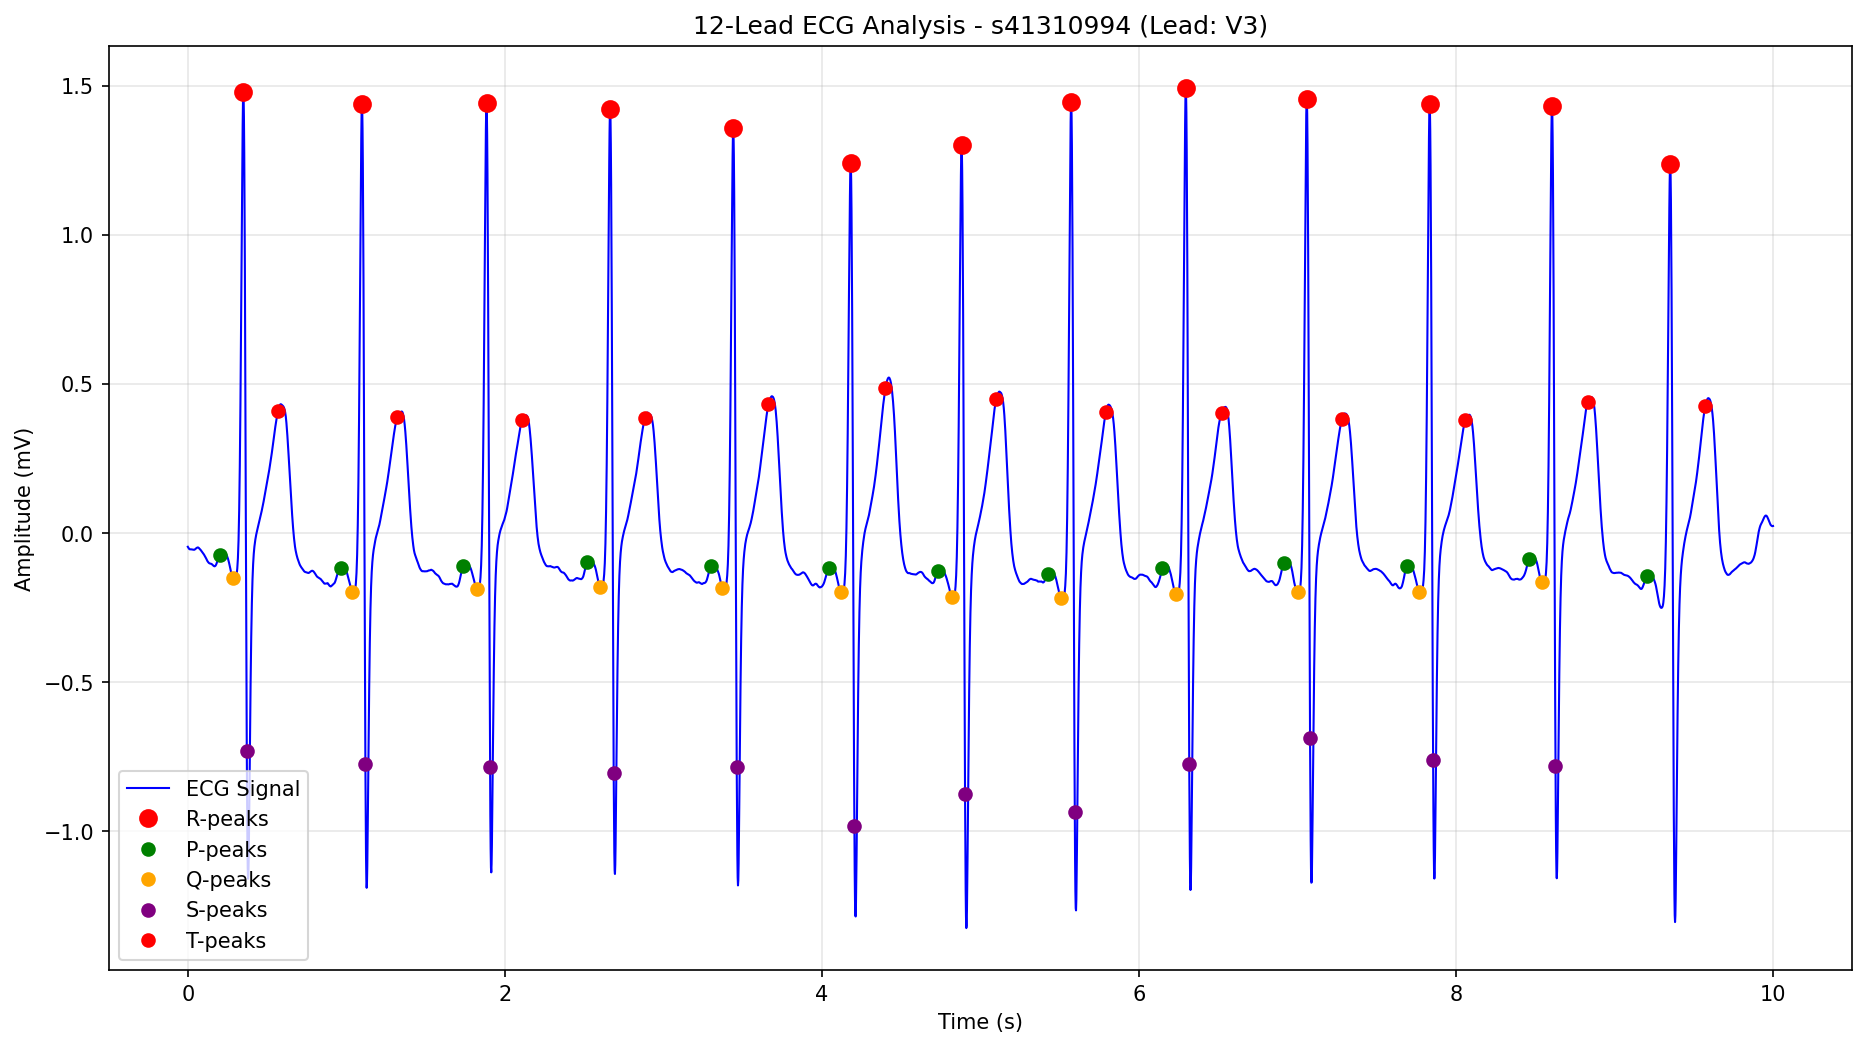 12-Lead ECG Analysis - s41310994 (Lead: V3)
Amplitude (mV)
1.5
1.0
0.5
0.0
−0.5
−1.0
ECG Signal
R-peaks
P-peaks
Q-peaks
S-peaks
T-peaks
0 2 4 6 8 10
Time (s)